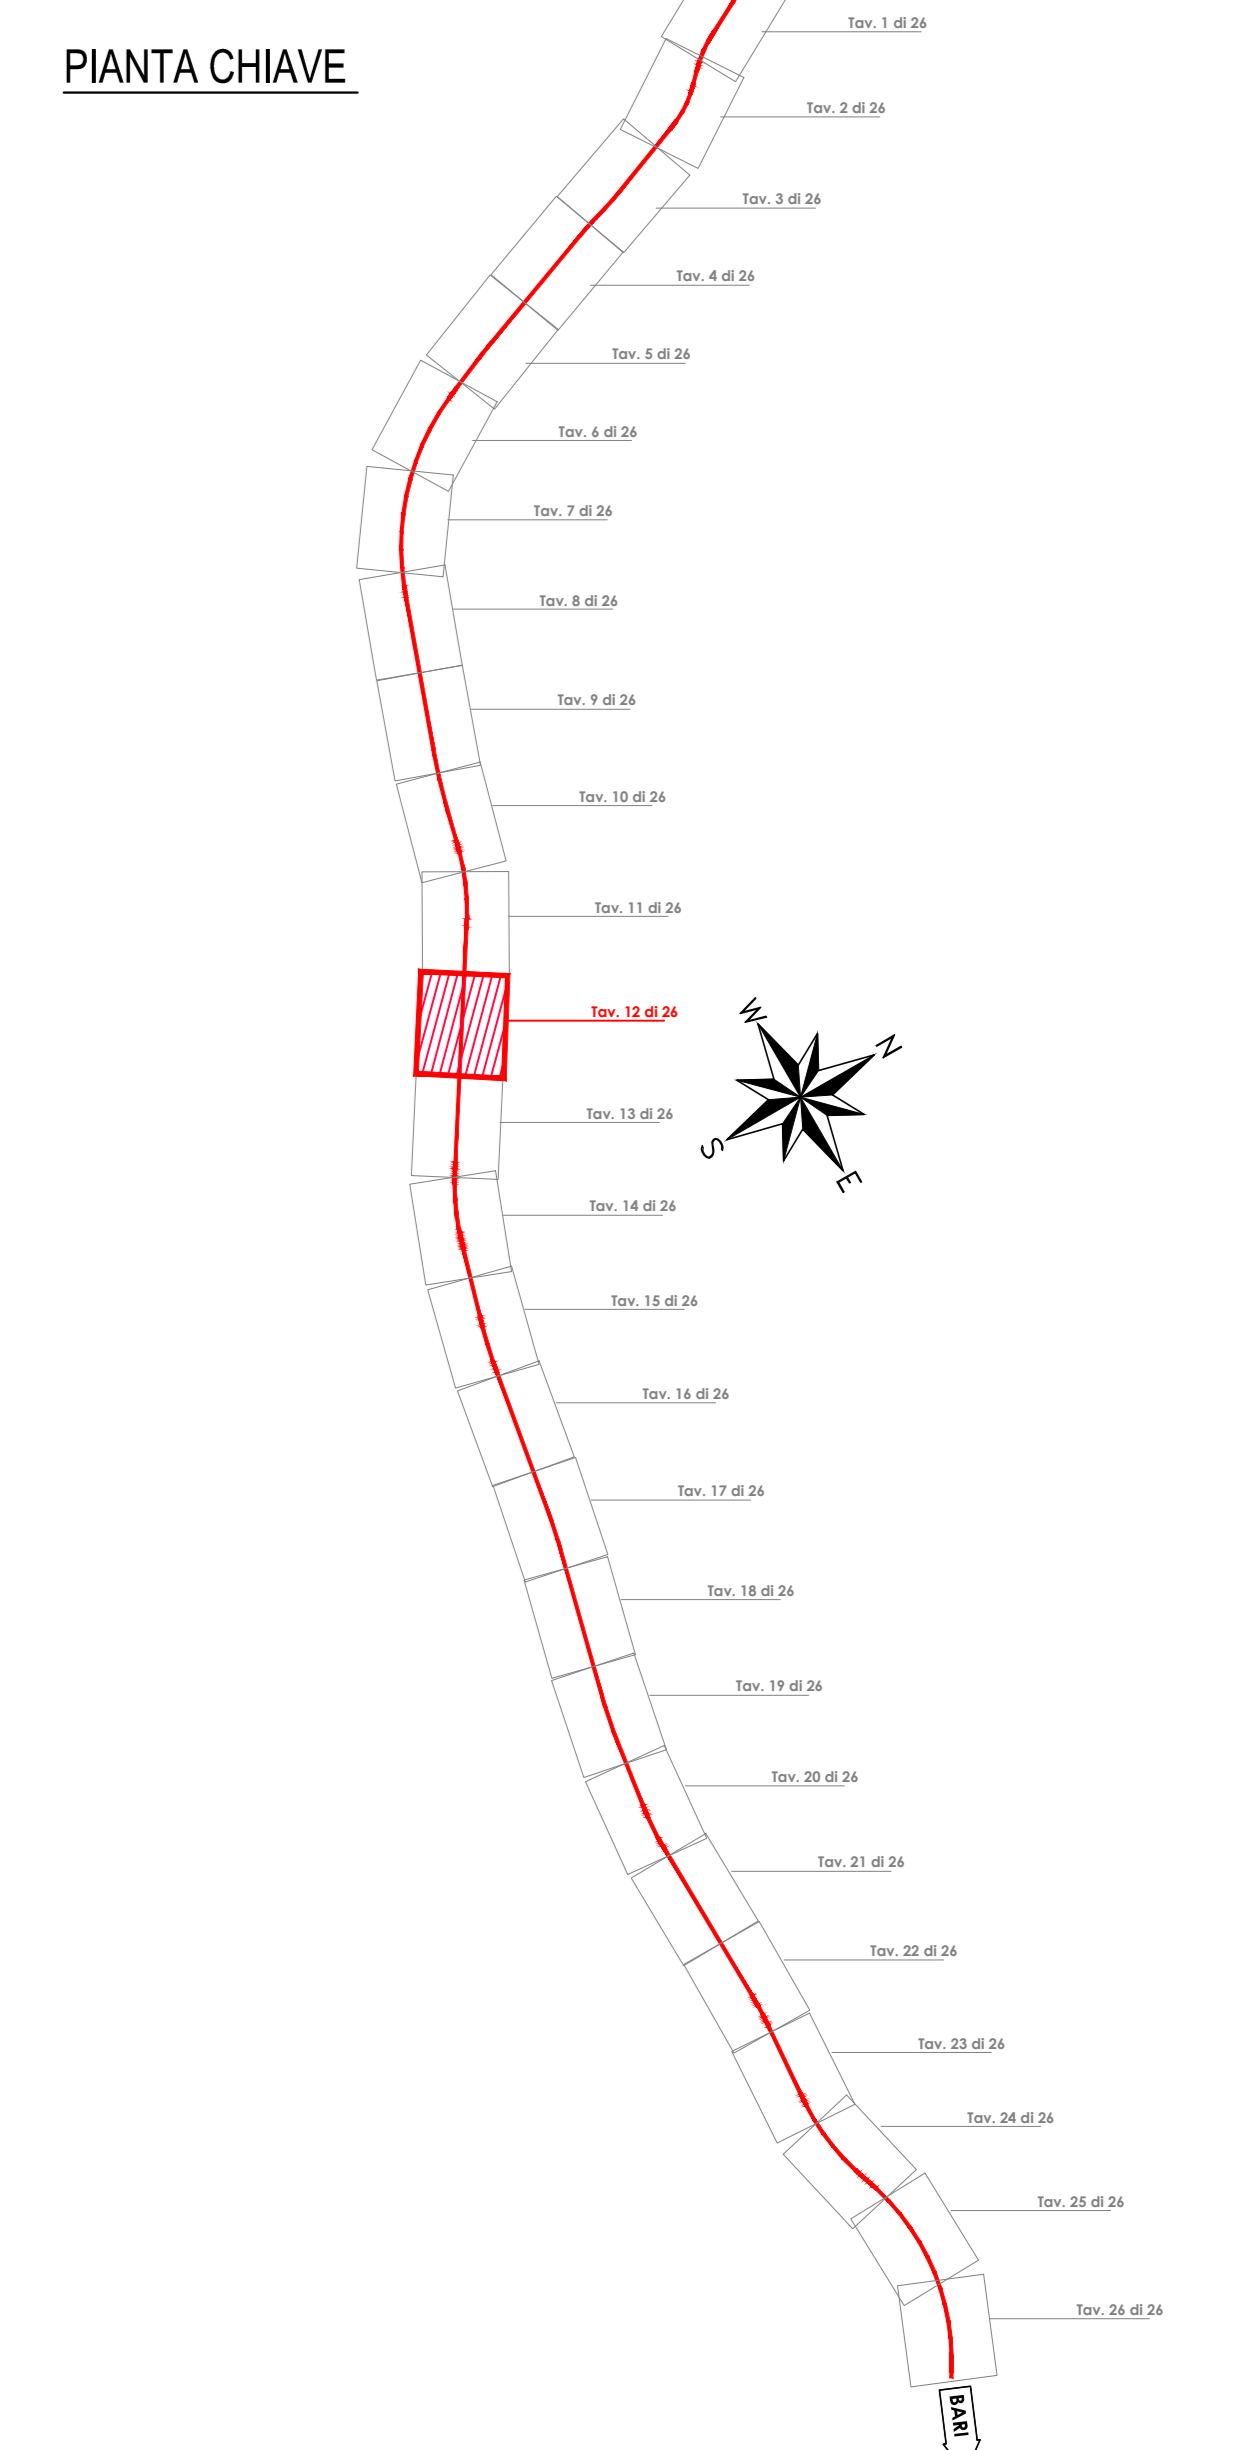 PIANTA CHIAVE
Tav. 1 di 26
Tav. 2 di 26
Tav. 3 di 26
Tav. 4 di 26
Tav. 5 di 26
Tav. 6 di 26
Tav. 7 di 26
Tav. 8 di 26
Tav. 9 di 26
Tav. 10 di 26
Tav. 11 di 26
Tav. 12 di 26
W
N
S
E
Tav. 13 di 26
Tav. 14 di 26
Tav. 15 di 26
Tav. 16 di 26
Tav. 17 di 26
Tav. 18 di 26
Tav. 19 di 26
Tav. 20 di 26
Tav. 21 di 26
Tav. 22 di 26
Tav. 23 di 26
Tav. 24 di 26
Tav. 25 di 26
Tav. 26 di 26
BARI